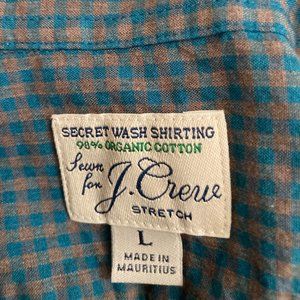 SECRET WASH SHIRTING
98% ORGANIC COTTON
Sewn
for J.Crew
STRETCH
L
MADE IN
MAURITIUS